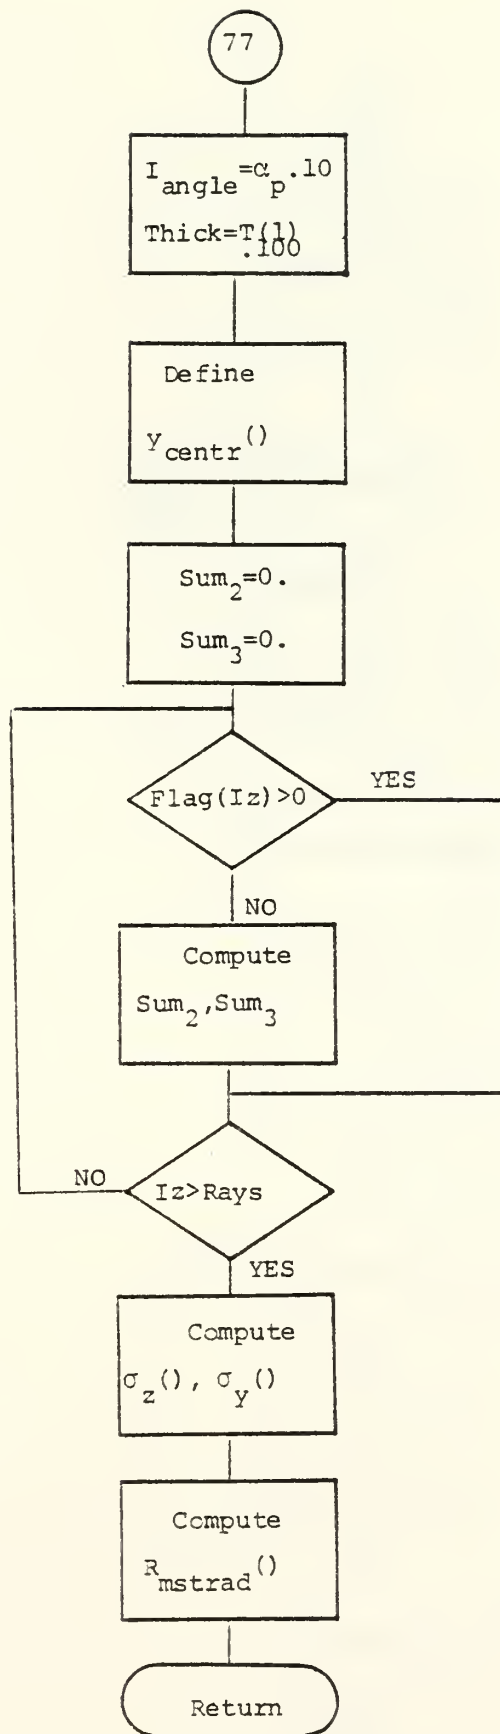 77
I_angle=α_p.10
Thick=T(1)
.100
Define
y_centr()
Sum_2=0.
Sum_3=0.
Flag(Iz)>0
YES
NO
Compute
Sum_2,Sum_3
NO
Iz>Rays
YES
Compute
σ_z(), σ_y()
Compute
R_mstrad()
Return